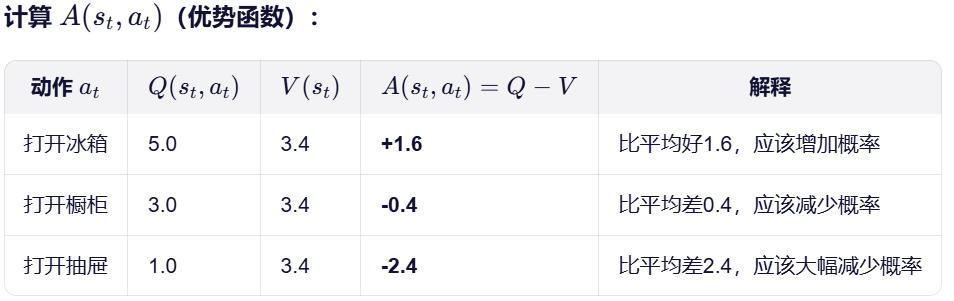 计算 A(s_t, a_t)（优势函数）：
动作 a_t Q(s_t, a_t) V(s_t) A(s_t, a_t) = Q − V 解释
打开冰箱 5.0 3.4 +1.6 比平均好1.6，应该增加概率
打开橱柜 3.0 3.4 -0.4 比平均差0.4，应该减少概率
打开抽屉 1.0 3.4 -2.4 比平均差2.4，应该大幅减少概率